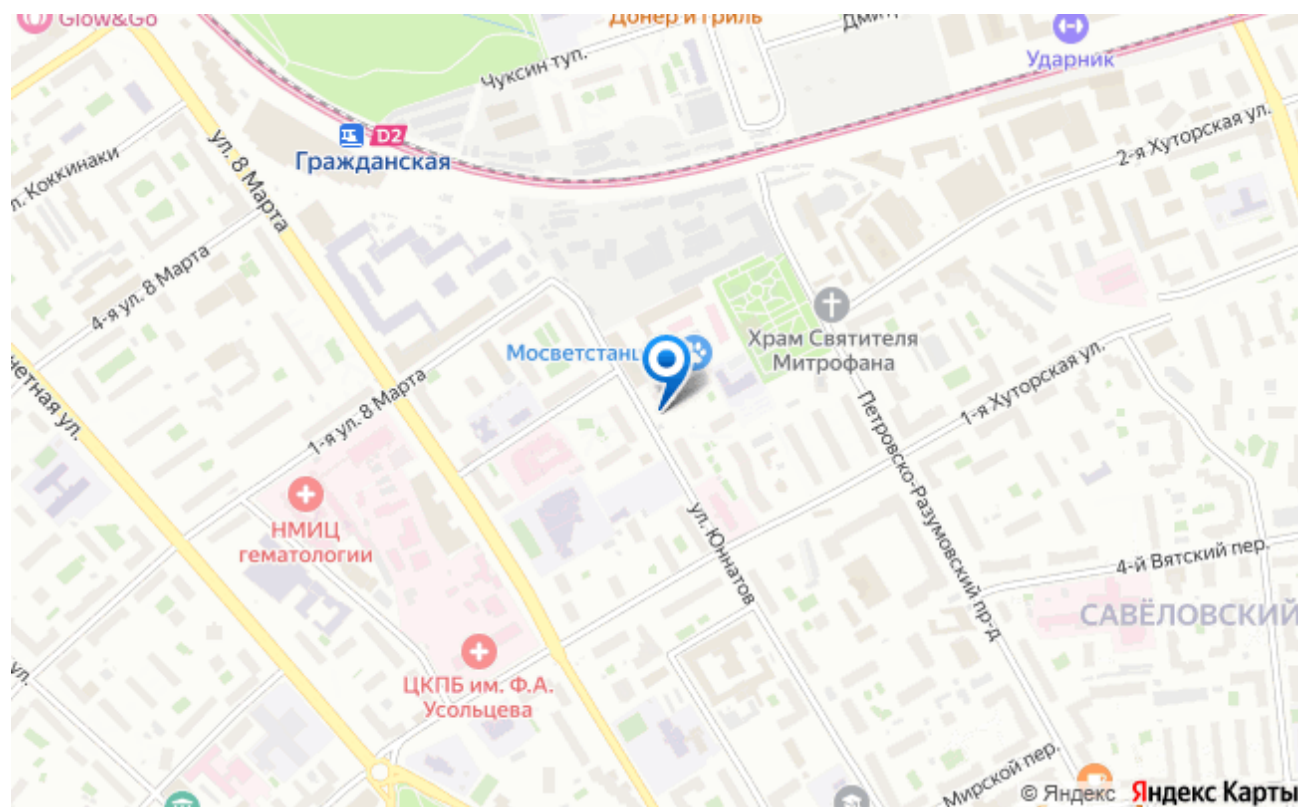 Glow&Go
Донер и Гриль
Чуксин туп.
Ударник
D2
Гражданская
2-я Хуторская ул.
ул. 8 Марта
Коккинаки
4-я ул. 8 Марта
Храм Святителя
Митрофана
Мосветстанц
1-я Хуторская ул.
1-я ул. 8 Марта
Петровско-Разумовский пр-д
НМИЦ
гематологии
ул. Юннатов
4-й Вятский пер.
САВЁЛОВСКИЙ
ЦКПБ им. Ф.А.
Усольцева
ул.
Мирской пер.
© Яндекс Яндекс Карты